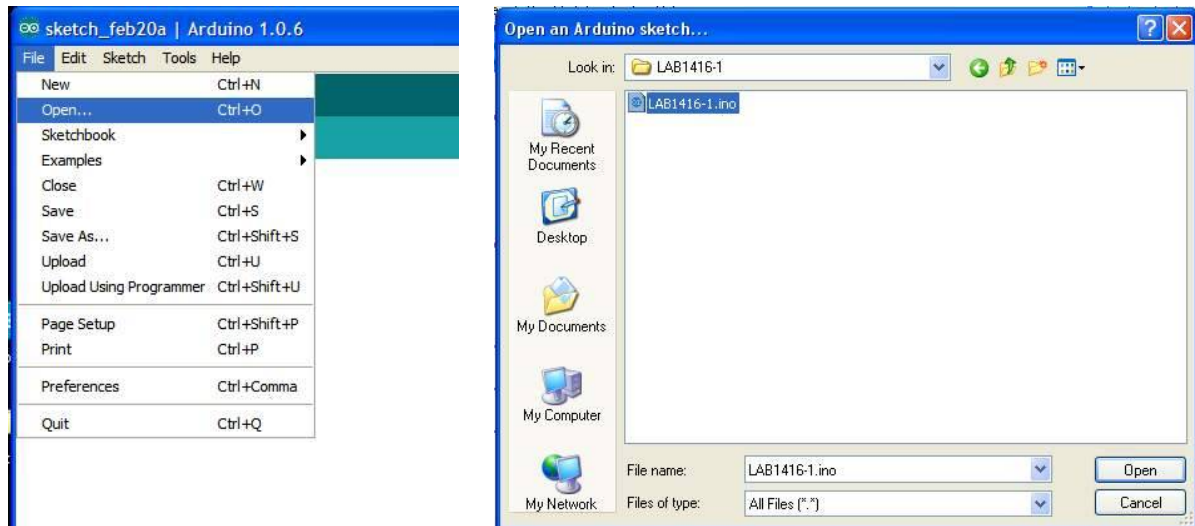 sketch_feb20a | Arduino 1.0.6
File Edit Sketch Tools Help
New Ctrl+N
Open... Ctrl+O
Sketchbook
Examples
Close Ctrl+W
Save Ctrl+S
Save As... Ctrl+Shift+S
Upload Ctrl+U
Upload Using Programmer Ctrl+Shift+U
Page Setup Ctrl+Shift+P
Print Ctrl+P
Preferences Ctrl+Comma
Quit Ctrl+Q
Open an Arduino sketch...
Look in: LAB1416-1
LAB1416-1.ino
My Recent
Documents
Desktop
My Documents
My Computer
My Network
File name: LAB1416-1.ino Open
Files of type: All Files (*.*) Cancel